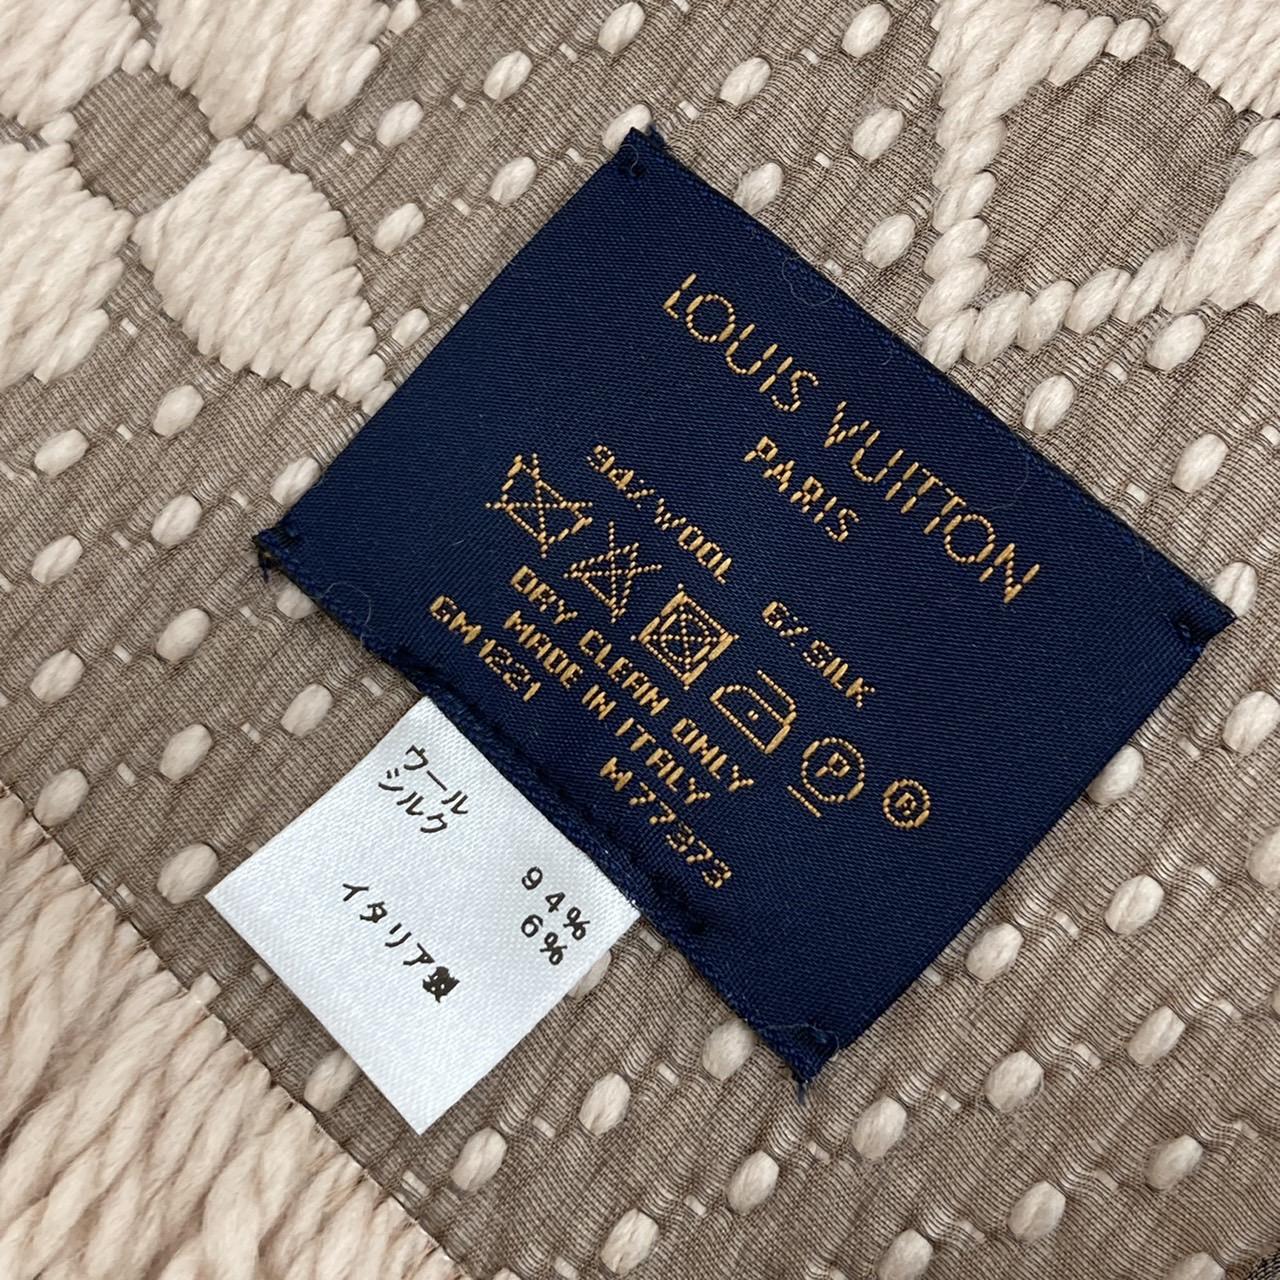 LOUIS VUITTON
PARIS
94% WOOL 6% SILK
P ®
DRY CLEAN ONLY
MADE IN ITALY
GM1221 M77373
ウール 94%
シルク 6%
イタリア製